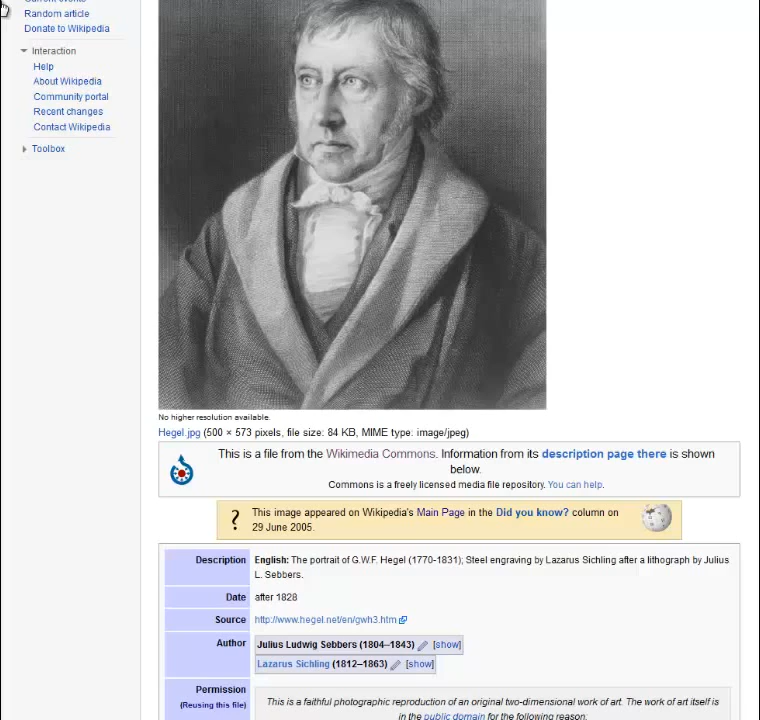 Random article
Donate to Wikipedia
Interaction
Help
About Wikipedia
Community portal
Recent changes
Contact Wikipedia
Toolbox
No higher resolution available.
Hegel.jpg (500 × 573 pixels, file size: 84 KB, MIME type: image/jpeg)
This is a file from the Wikimedia Commons. Information from its description page there is shown
below.
Commons is a freely licensed media file repository. You can help.
This image appeared on Wikipedia's Main Page in the Did you know? column on
29 June 2005.
Description English: The portrait of G.W.F. Hegel (1770-1831); Steel engraving by Lazarus Sichling after a lithograph by Julius
L. Sebbers.
Date after 1828
Source http://www.hegel.net/en/gwh3.htm
Author Julius Ludwig Sebbers (1804–1843) [show]
Lazarus Sichling (1812–1863) [show]
Permission
(Reusing this file)
This is a faithful photographic reproduction of an original two-dimensional work of art. The work of art itself is
in the public domain for the following reason.